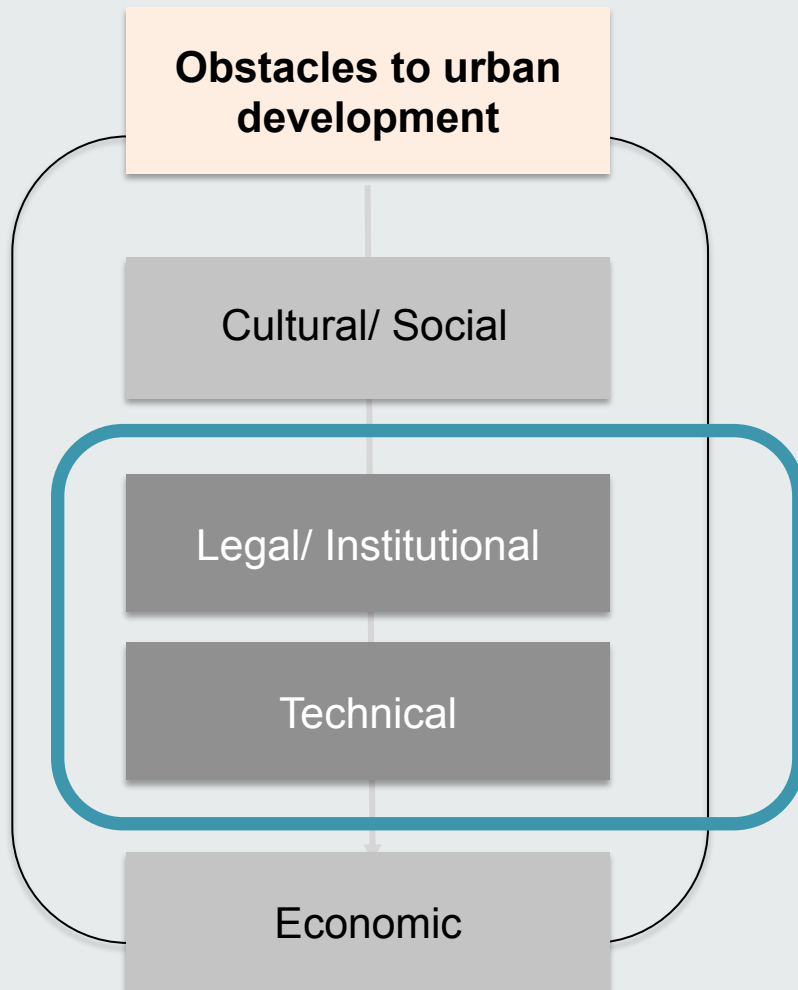 Obstacles to urban
development
Cultural/ Social
Legal/ Institutional
Technical
Economic